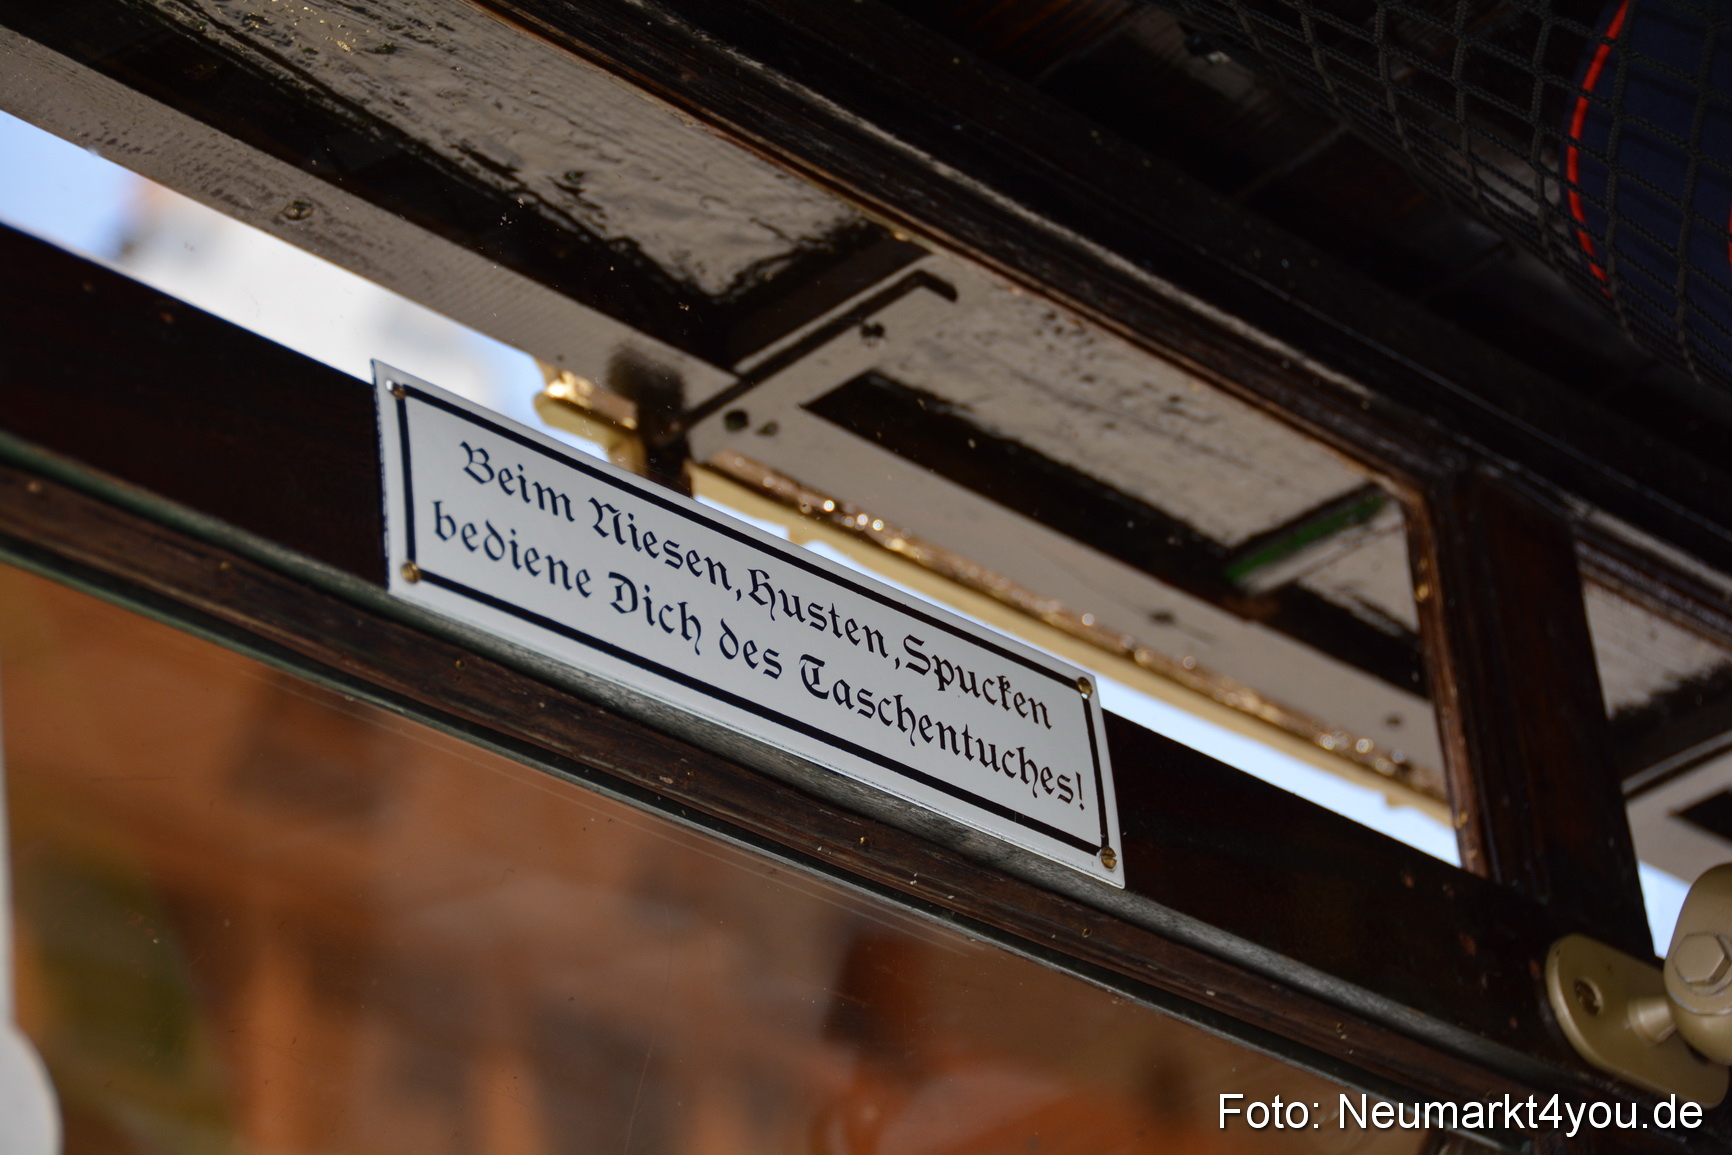 Beim Niesen, Husten, Spucken
bediene Dich des Taschentuches!
Foto: Neumarkt4you.de